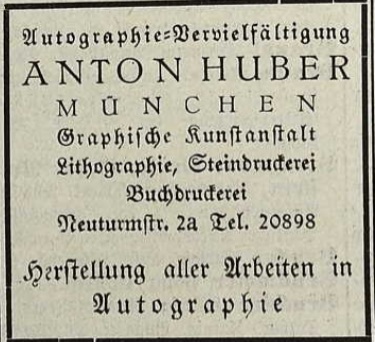 Autographie=Vervielfältigung
ANTON HUBER
MÜNCHEN
Graphische Kunstanstalt
Lithographie, Steindruckerei
Buchdruckerei
Neuturmstr. 2a Tel. 20898
Herstellung aller Arbeiten in
Autographie